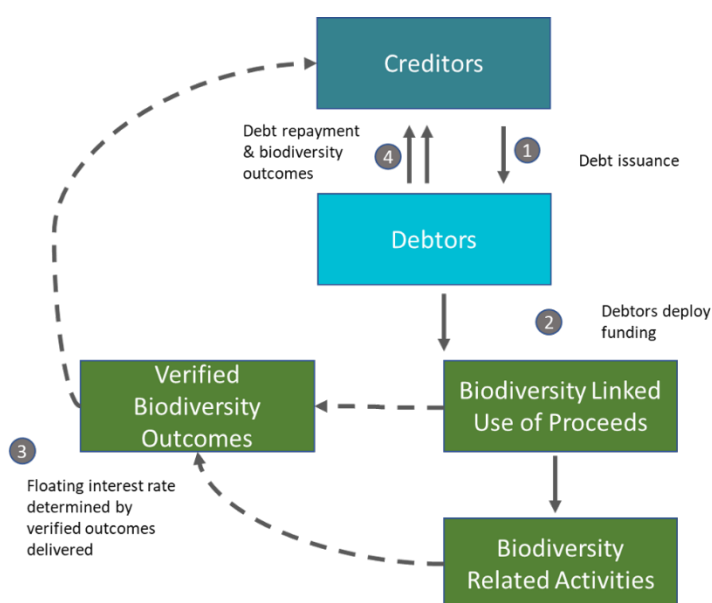 Creditors
Debt repayment
& biodiversity
outcomes
4
1
Debt issuance
Debtors
2
Debtors deploy
funding
Verified
Biodiversity
Outcomes
Biodiversity Linked
Use of Proceeds
3
Floating interest rate
determined by
verified outcomes
delivered
Biodiversity
Related Activities